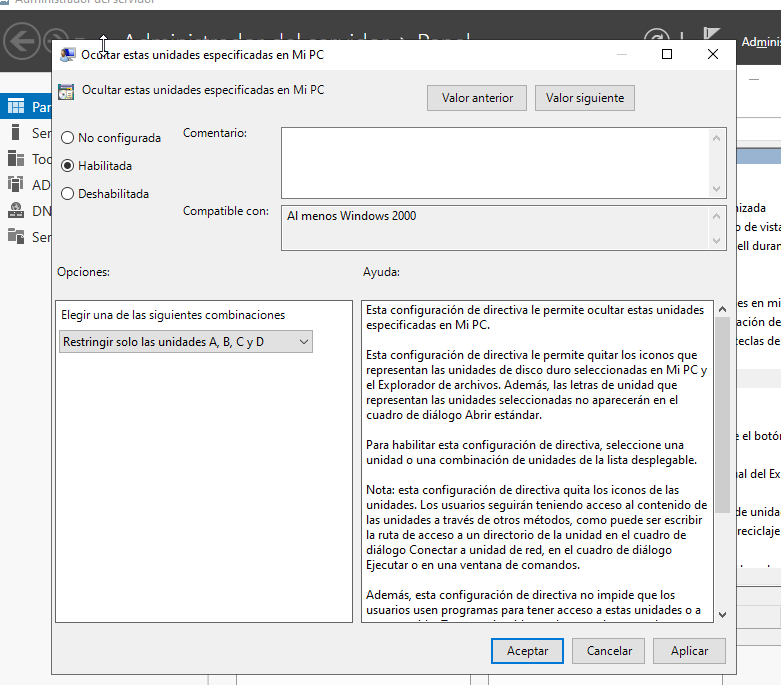 Administrador del servidor
Administrador del servidor
Ocultar estas unidades especificadas en Mi PC
Ocultar estas unidades especificadas en Mi PC
Valor anterior
Valor siguiente
No configurada
Habilitada
Deshabilitada
Comentario:
Compatible con:
Al menos Windows 2000
Opciones:
Ayuda:
Elegir una de las siguientes combinaciones
Restringir solo las unidades A, B, C y D
Esta configuración de directiva le permite ocultar estas unidades
especificadas en Mi PC.
Esta configuración de directiva le permite quitar los iconos que
representan las unidades de disco duro seleccionadas en Mi PC y
el Explorador de archivos. Además, las letras de unidad que
representan las unidades seleccionadas no aparecerán en el
cuadro de diálogo Abrir estándar.
Para habilitar esta configuración de directiva, seleccione una
unidad o una combinación de unidades de la lista desplegable.
Nota: esta configuración de directiva quita los iconos de las
unidades. Los usuarios seguirán teniendo acceso al contenido de
las unidades a través de otros métodos, como puede ser escribir
la ruta de acceso a un directorio de la unidad en el cuadro de
diálogo Conectar a unidad de red, en el cuadro de diálogo
Ejecutar o en una ventana de comandos.
Además, esta configuración de directiva no impide que los
usuarios usen programas para tener acceso a estas unidades o a
Aceptar
Cancelar
Aplicar
Admini
Par
Ser
Toc
AD
DN
Ser
nizada
o de vista
ell duran
es en mi
ación de
teclas de
e el botór
ual del Ex
de unida
reciclaje